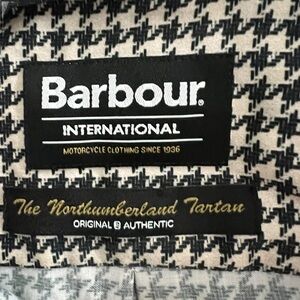 Barbour®
INTERNATIONAL
MOTORCYCLE CLOTHING SINCE 1936
The Northumberland Tartan
ORIGINAL B AUTHENTIC